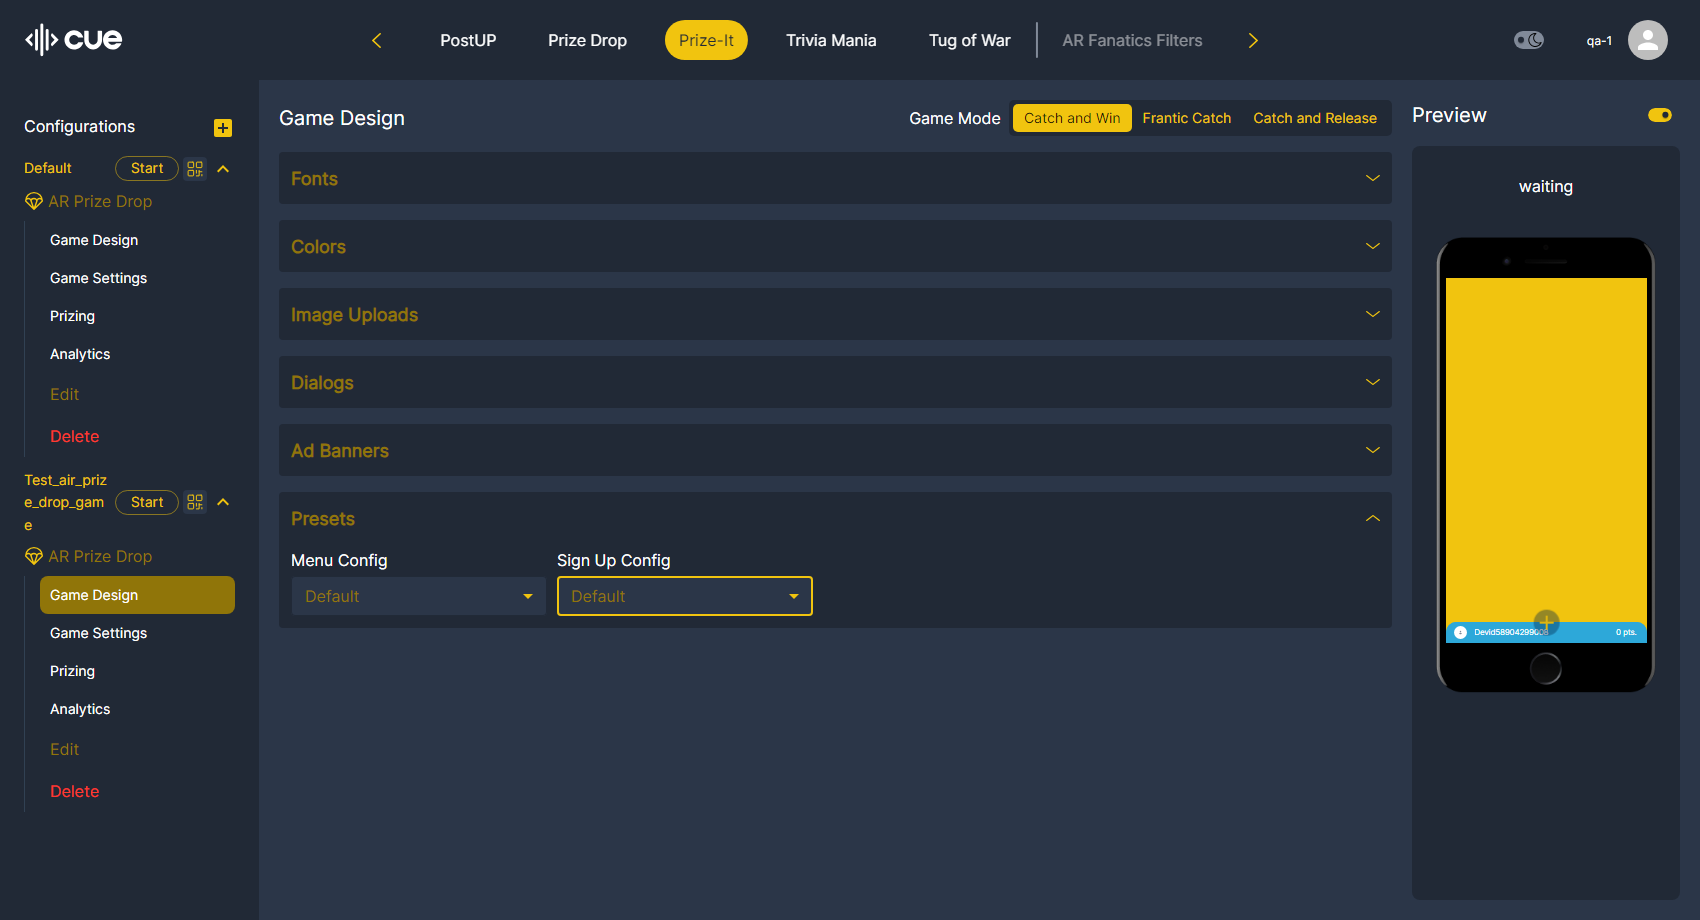 cue
PostUP
Prize Drop
Prize-It
Trivia Mania
Tug of War
AR Fanatics Filters
qa-1
Configurations
Default
Start
AR Prize Drop
Game Design
Game Settings
Prizing
Analytics
Edit
Delete
Test_air_priz
e_drop_gam
e
Start
AR Prize Drop
Game Design
Game Settings
Prizing
Analytics
Edit
Delete
Game Design
Game Mode
Catch and Win
Frantic Catch
Catch and Release
Fonts
Colors
Image Uploads
Dialogs
Ad Banners
Presets
Menu Config
Sign Up Config
Default
Default
Preview
waiting
0 pts.